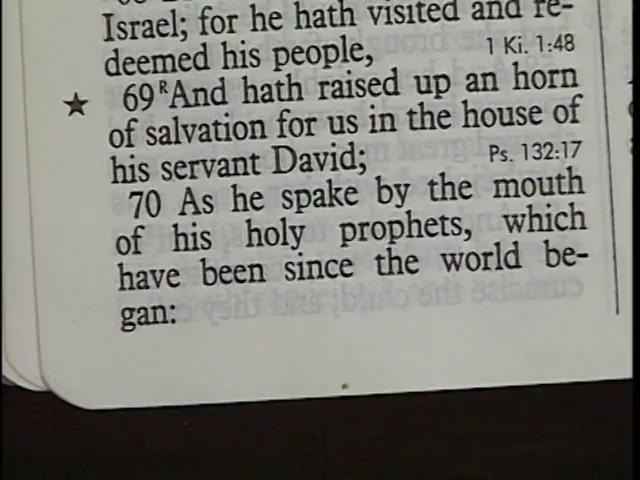 Israel; for he hath visited and re-
deemed his people, 1 Ki. 1:48
★ 69 RAnd hath raised up an horn
of salvation for us in the house of
his servant David; Ps. 132:17
70 As he spake by the mouth
of his holy prophets, which
have been since the world be-
gan: